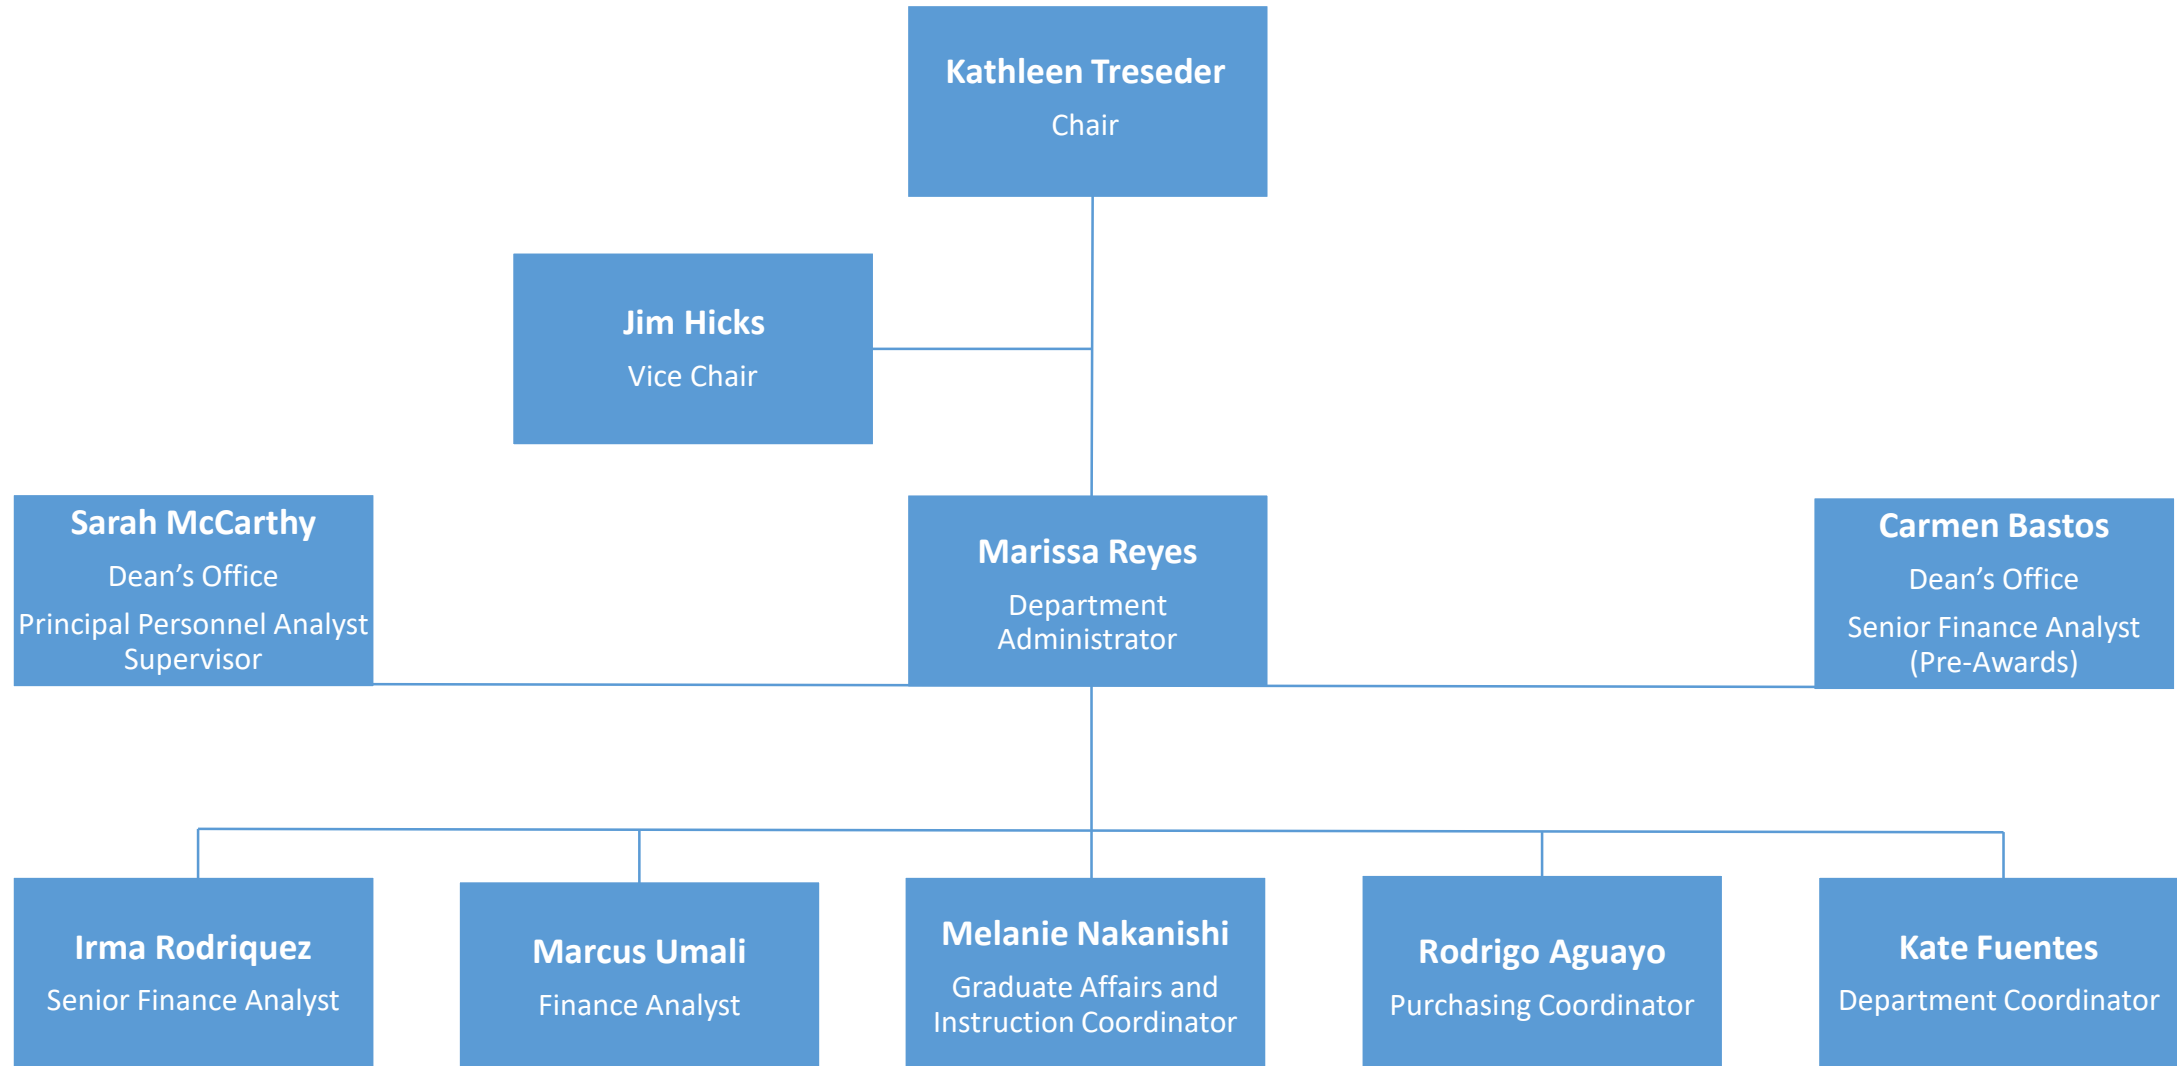 Kathleen Treseder
Chair
Jim Hicks
Vice Chair
Sarah McCarthy
Dean’s Office
Principal Personnel Analyst
Supervisor
Marissa Reyes
Department
Administrator
Carmen Bastos
Dean’s Office
Senior Finance Analyst
(Pre-Awards)
Irma Rodriquez
Senior Finance Analyst
Marcus Umali
Finance Analyst
Melanie Nakanishi
Graduate Affairs and
Instruction Coordinator
Rodrigo Aguayo
Purchasing Coordinator
Kate Fuentes
Department Coordinator